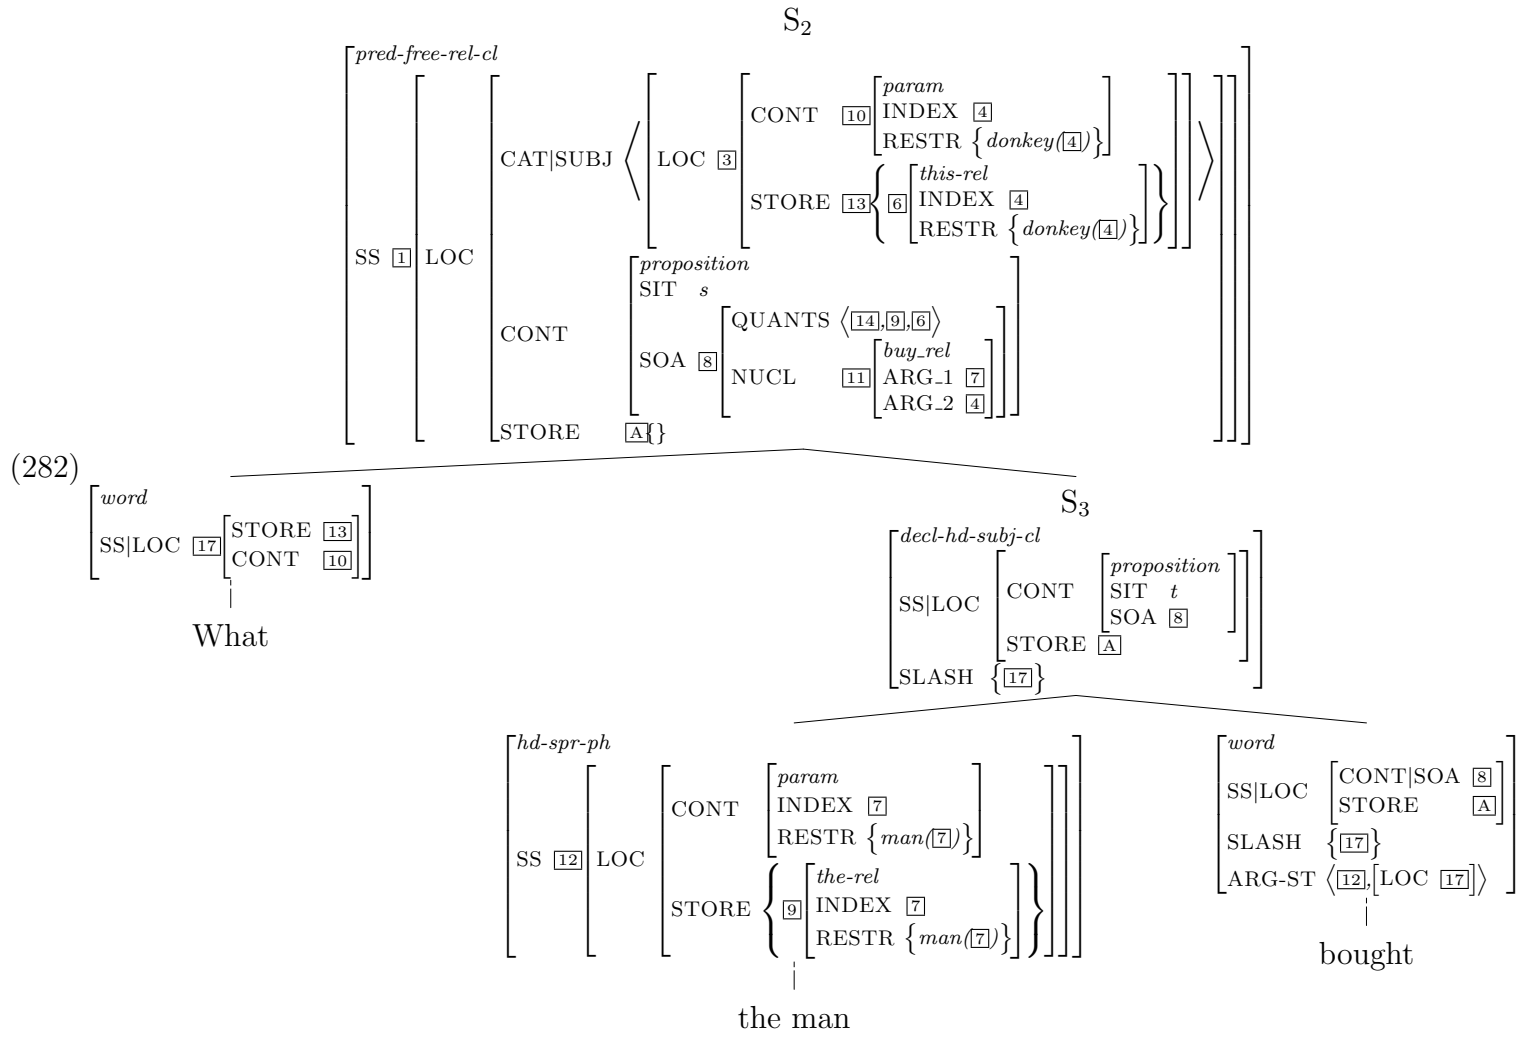 S2
pred-free-rel-cl
SS 1 LOC
CAT|SUBJ ⟨ LOC 3
CONT 10
param
INDEX 4
RESTR {donkey(4)}
STORE 13 { 6
this-rel
INDEX 4
RESTR {donkey(4)} } ⟩
CONT
proposition
SIT s
SOA 8
QUANTS ⟨14,9,6⟩
NUCL 11
buy_rel
ARG_1 7
ARG_2 4
STORE A{}
(282)
word
SS|LOC 17
STORE 13
CONT 10
What
S3
decl-hd-subj-cl
SS|LOC
CONT
proposition
SIT t
SOA 8
STORE A
SLASH {17}
hd-spr-ph
SS 12 LOC
CONT
param
INDEX 7
RESTR {man(7)}
STORE { 9
the-rel
INDEX 7
RESTR {man(7)} }
the man
word
SS|LOC
CONT|SOA 8
STORE A
SLASH {17}
ARG-ST ⟨12,[LOC 17]⟩
bought